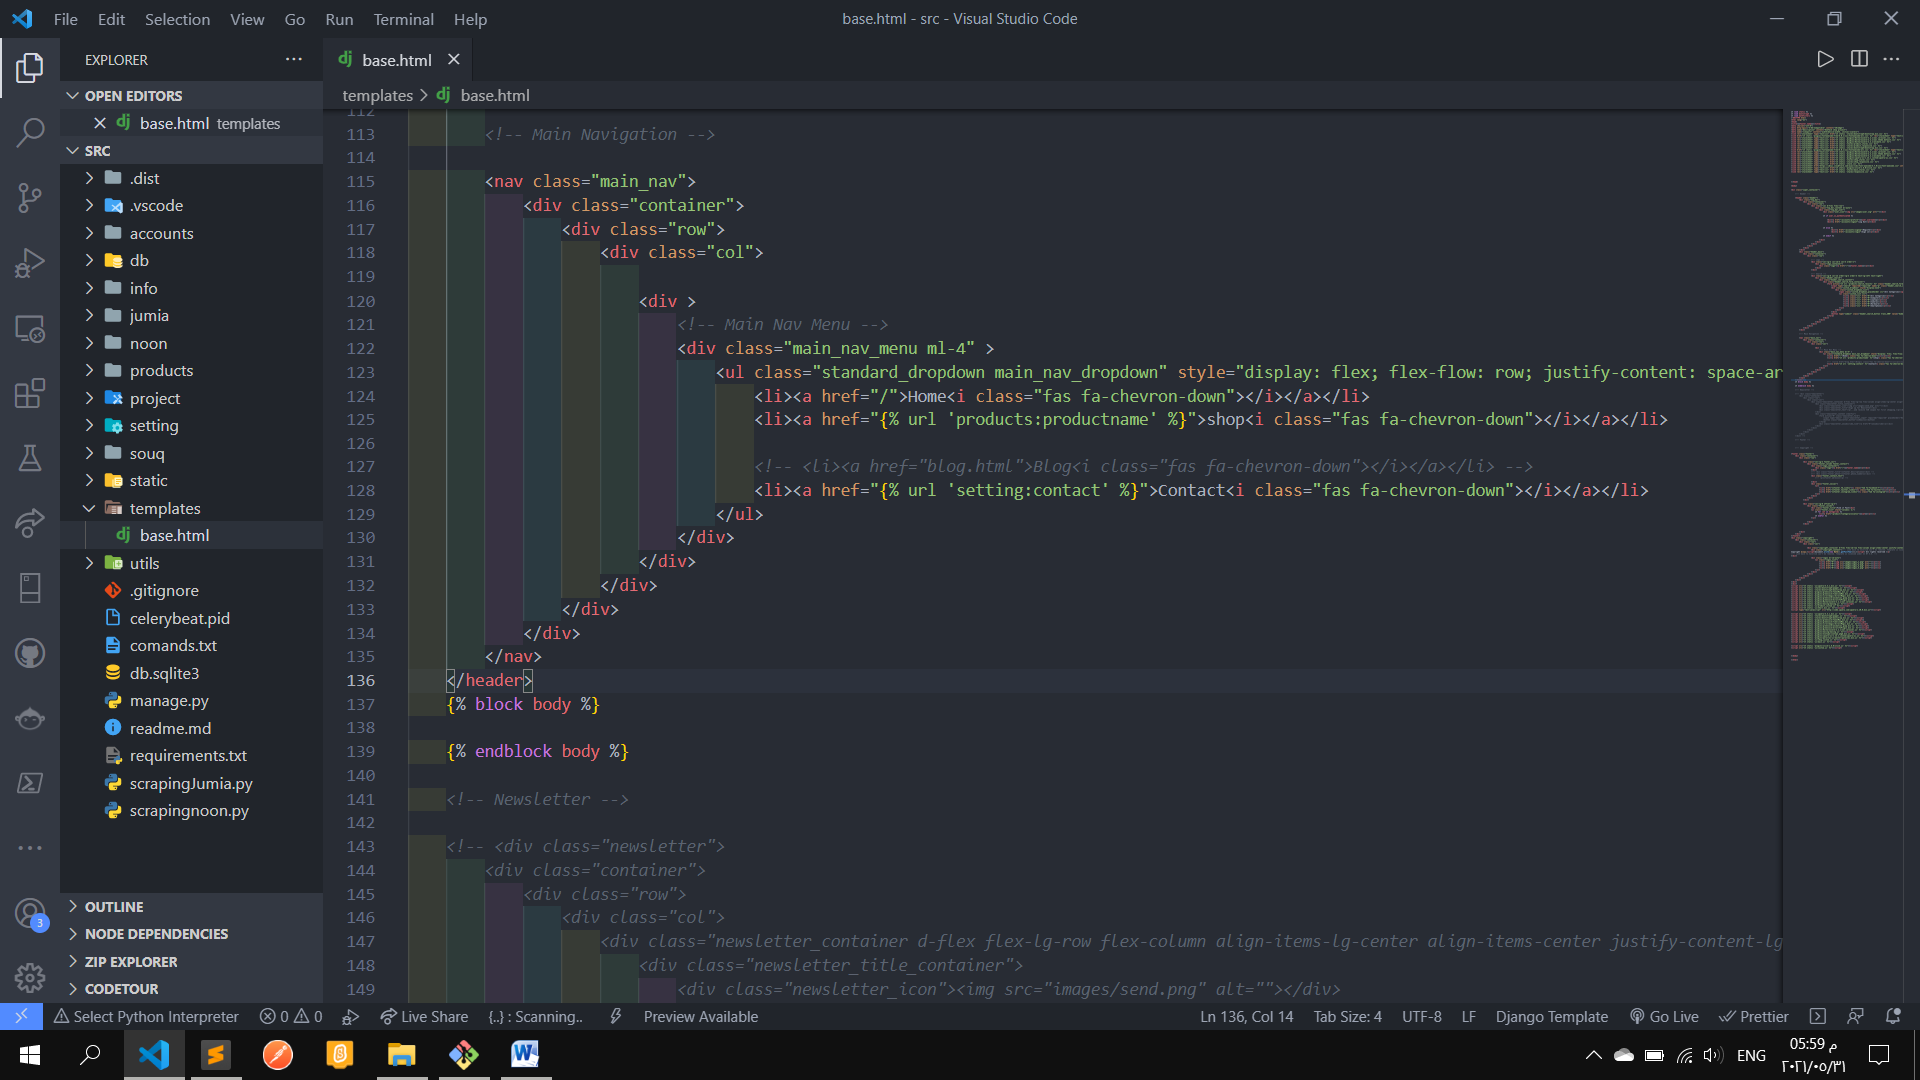 File Edit Selection View Go Run Terminal Help
base.html - src - Visual Studio Code
EXPLORER
OPEN EDITORS
base.html templates
SRC
.dist
.vscode
accounts
db
info
jumia
noon
products
project
setting
souq
static
templates
base.html
utils
.gitignore
celerybeat.pid
comands.txt
db.sqlite3
manage.py
readme.md
requirements.txt
scrapingJumia.py
scrapingnoon.py
OUTLINE
NODE DEPENDENCIES
ZIP EXPLORER
CODETOUR
3
base.html
templates > base.html
112
113 <!-- Main Navigation -->
114
115 <nav class="main_nav">
116 <div class="container">
117 <div class="row">
118 <div class="col">
119
120 <div >
121 <!-- Main Nav Menu -->
122 <div class="main_nav_menu ml-4" >
123 <ul class="standard_dropdown main_nav_dropdown" style="display: flex; flex-flow: row; justify-content: space-ar
124 <li><a href="/">Home<i class="fas fa-chevron-down"></i></a></li>
125 <li><a href="{% url 'products:productname' %}">shop<i class="fas fa-chevron-down"></i></a></li>
126
127 <!-- <li><a href="blog.html">Blog<i class="fas fa-chevron-down"></i></a></li> -->
128 <li><a href="{% url 'setting:contact' %}">Contact<i class="fas fa-chevron-down"></i></a></li>
129 </ul>
130 </div>
131 </div>
132 </div>
133 </div>
134 </div>
135 </nav>
136 </header>
137 {% block body %}
138
139 {% endblock body %}
140
141 <!-- Newsletter -->
142
143 <!-- <div class="newsletter">
144 <div class="container">
145 <div class="row">
146 <div class="col">
147 <div class="newsletter_container d-flex flex-lg-row flex-column align-items-lg-center align-items-center justify-content-lg
148 <div class="newsletter_title_container">
149 <div class="newsletter_icon"><img src="images/send.png" alt=""></div>
Select Python Interpreter 0 0 Live Share {..} : Scanning.. Preview Available Ln 136, Col 14 Tab Size: 4 UTF-8 LF Django Template Go Live Prettier
ENG
05:59 م
٢٠٢١/٠٥/٣١